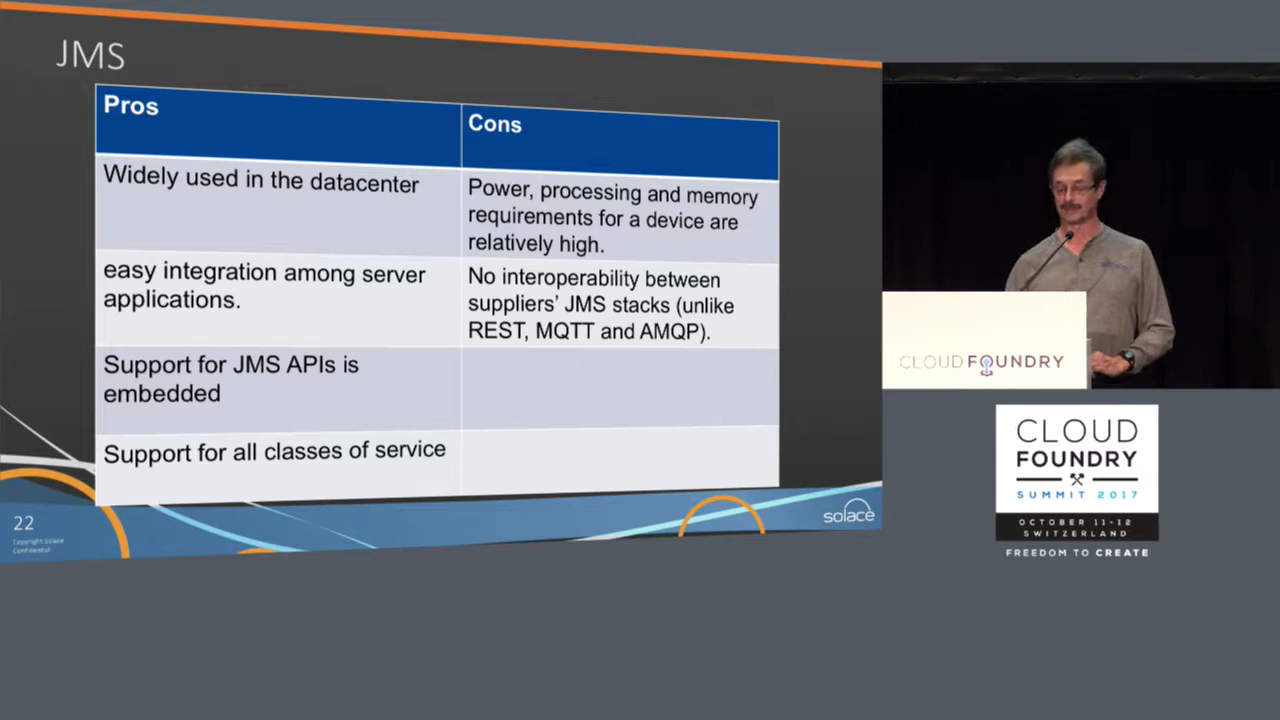 JMS
Pros
Cons
Widely used in the datacenter
Power, processing and memory
requirements for a device are
relatively high.
easy integration among server
applications.
No interoperability between
suppliers' JMS stacks (unlike
REST, MQTT and AMQP).
Support for JMS APIs is
embedded
Support for all classes of service
22
Copyright Solace
Confidential
solace
CLOUD FOUNDRY
CLOUD
FOUNDRY
SUMMIT 2017
OCTOBER 11-12
SWITZERLAND
FREEDOM TO CREATE